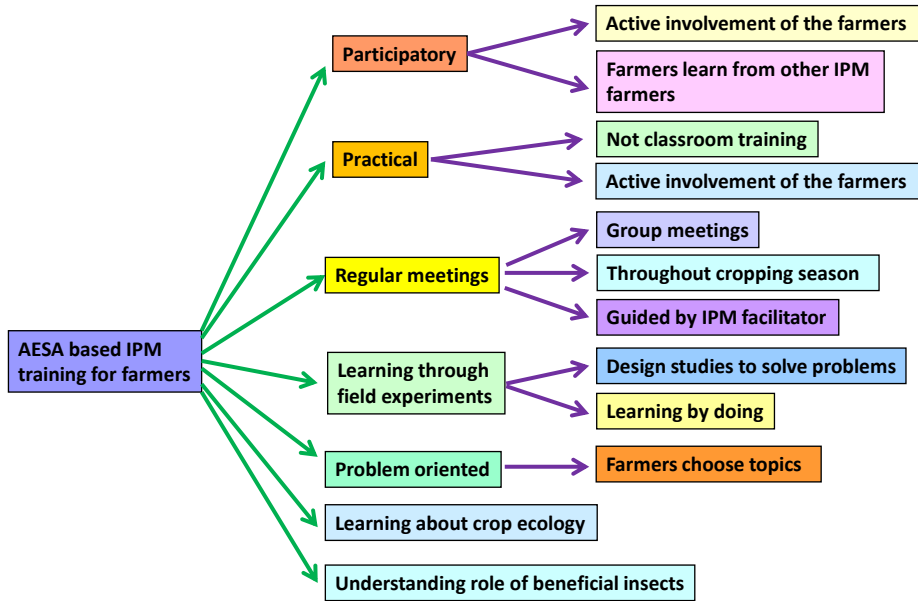 AESA based IPM
training for farmers
Participatory
Active involvement of the farmers
Farmers learn from other IPM
farmers
Practical
Not classroom training
Active involvement of the farmers
Regular meetings
Group meetings
Throughout cropping season
Guided by IPM facilitator
Learning through
field experiments
Design studies to solve problems
Learning by doing
Problem oriented
Farmers choose topics
Learning about crop ecology
Understanding role of beneficial insects